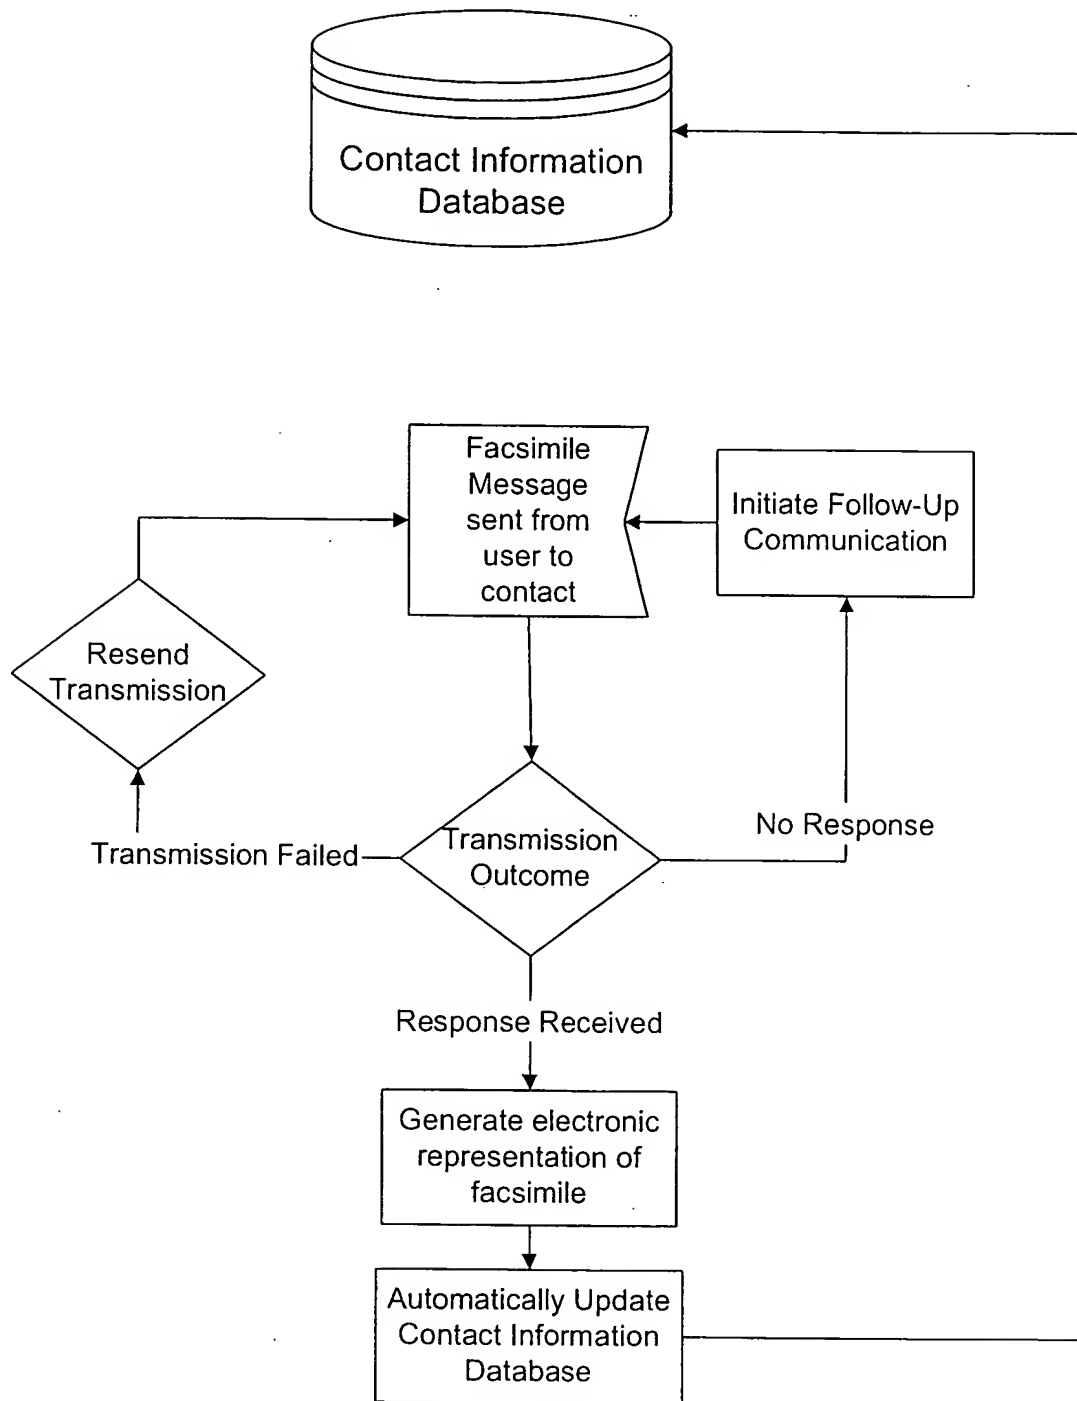 Contact Information
Database
Facsimile
Message
sent from
user to
contact
Initiate Follow-Up
Communication
Resend
Transmission
Transmission Failed
Transmission
Outcome
No Response
Response Received
Generate electronic
representation of
facsimile
Automatically Update
Contact Information
Database